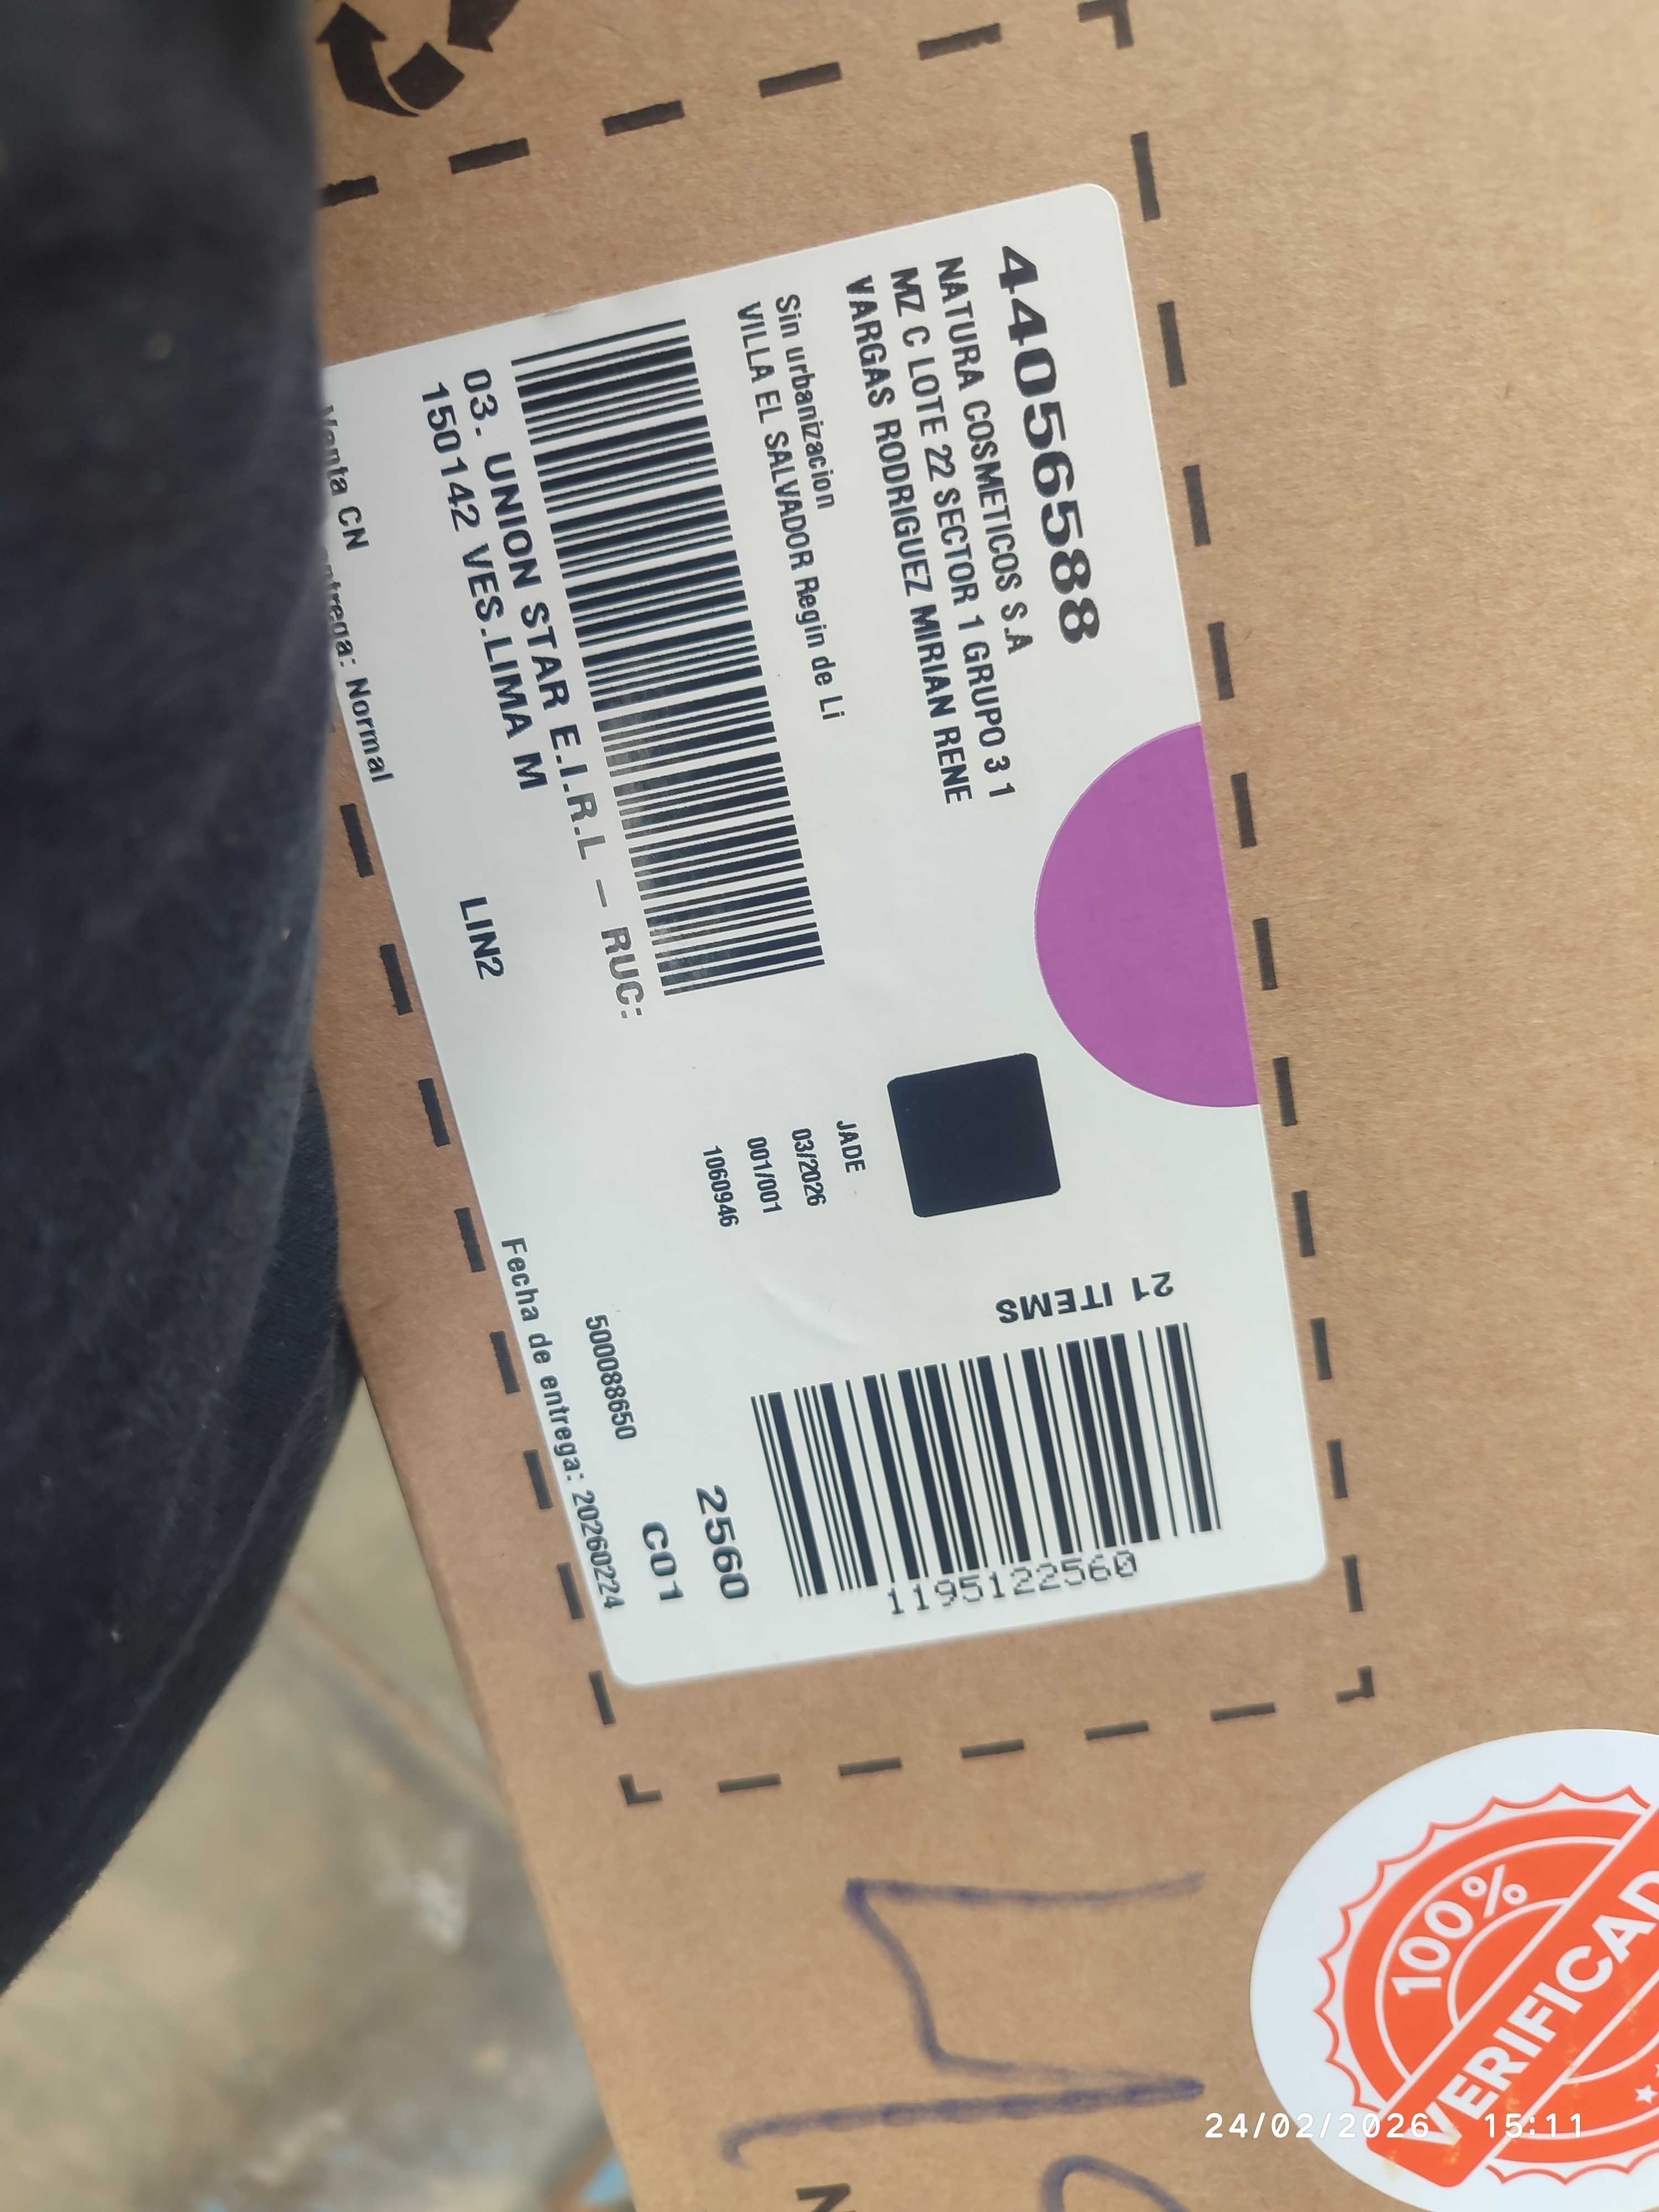 44056588
NATURA COSMETICOS S.A
MZ C LOTE 22 SECTOR 1 GRUPO 3 1
VARGAS RODRIGUEZ MIRIAN RENE
Sin urbanizacion
VILLA EL SALVADOR Regin de Li
03. UNION STAR E.I.R.L - RUC:
150142 VES.LIMA M
LIN2
Venta CN
entrega: Normal
JADE
03/2026
001/001
1060946
21 ITEMS
1195122560
2560
C01
500088650
Fecha de entrega: 20260224
100%
VERIFICAD
24/02/2026 15:11